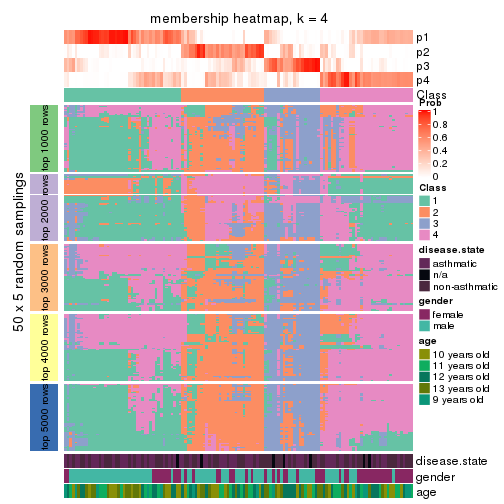 membership heatmap, k = 4
p1
p2
p3
p4
Class
50 x 5 random samplings
top 1000 rows
rows
top 2000 rows
top 3000 rows
top 4000 rows
top 5000 rows
Prob
1
0.8
0.6
0.4
0.2
0
Class
1
2
3
4
disease.state
asthmatic
n/a
non-asthmatic
gender
female
male
age
10 years old
11 years old
12 years old
13 years old
9 years old
disease.state
gender
age